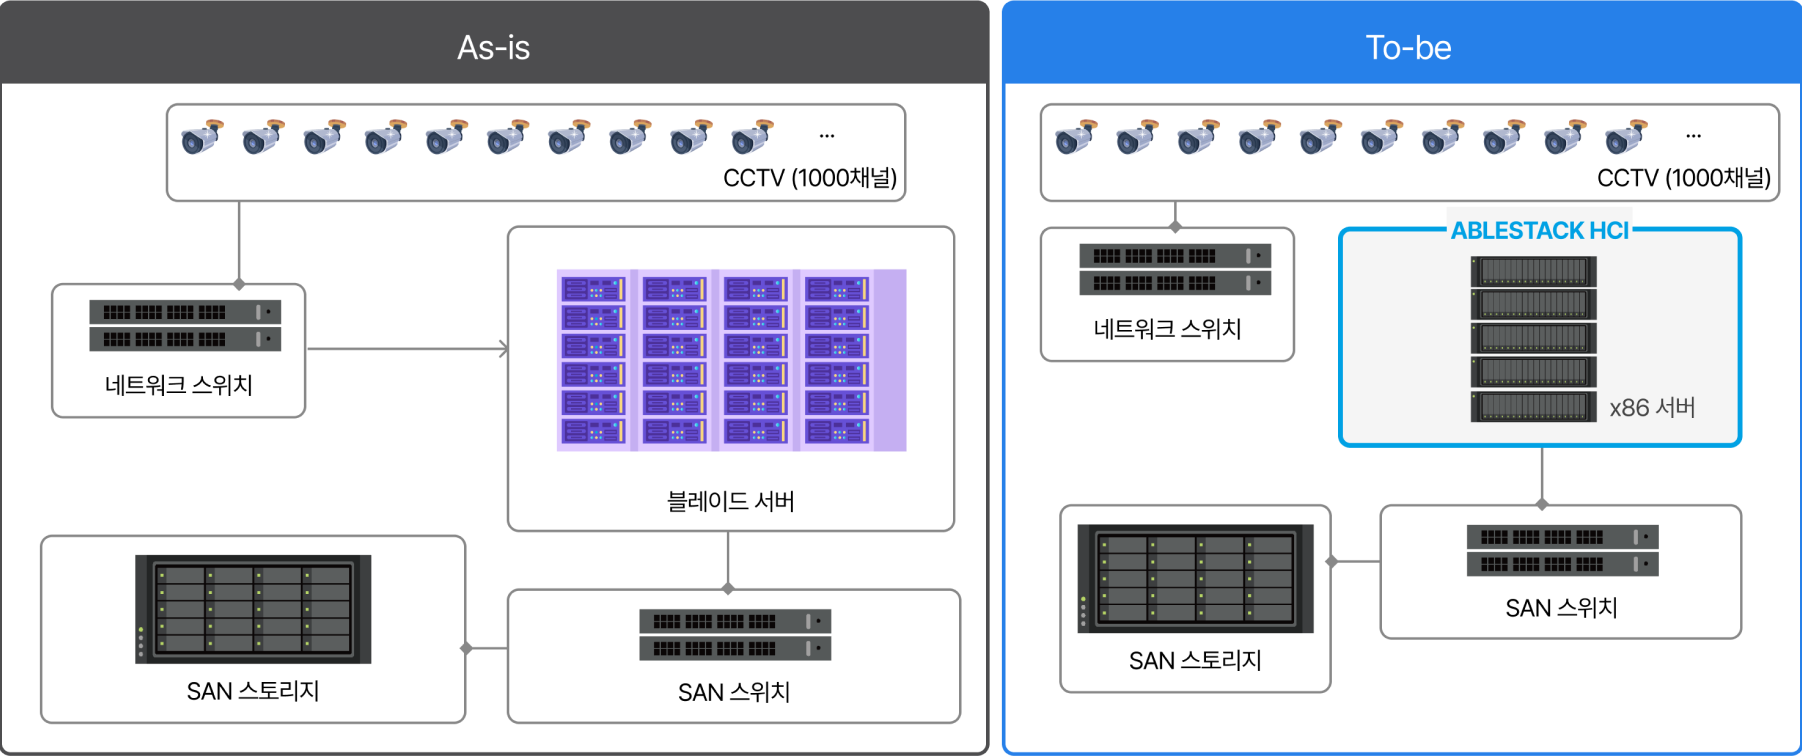 As-is
...
CCTV (1000채널)
네트워크 스위치
블레이드 서버
SAN 스토리지
SAN 스위치
To-be
...
CCTV (1000채널)
네트워크 스위치
ABLESTACK HCI
x86 서버
SAN 스토리지
SAN 스위치